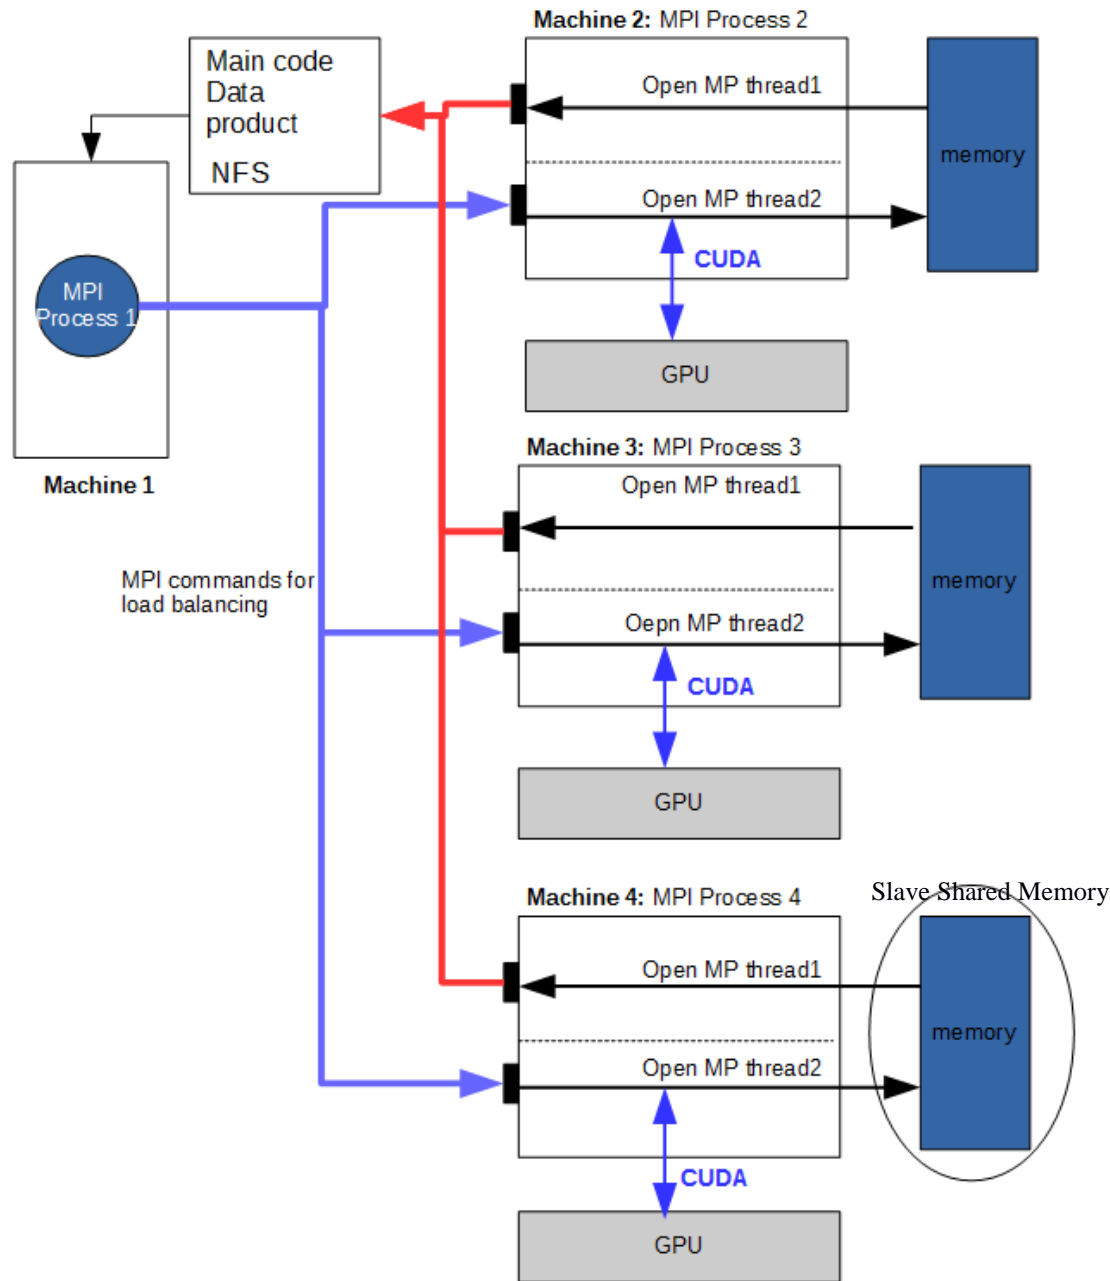 Machine 2: MPI Process 2
Main code
Data
product
NFS
Open MP thread1
memory
Open MP thread2
CUDA
MPI
Process 1
GPU
Machine 1
Machine 3: MPI Process 3
Open MP thread1
MPI commands for
load balancing
memory
Oepn MP thread2
CUDA
GPU
Machine 4: MPI Process 4
Slave Shared Memory
Open MP thread1
memory
Open MP thread2
CUDA
GPU